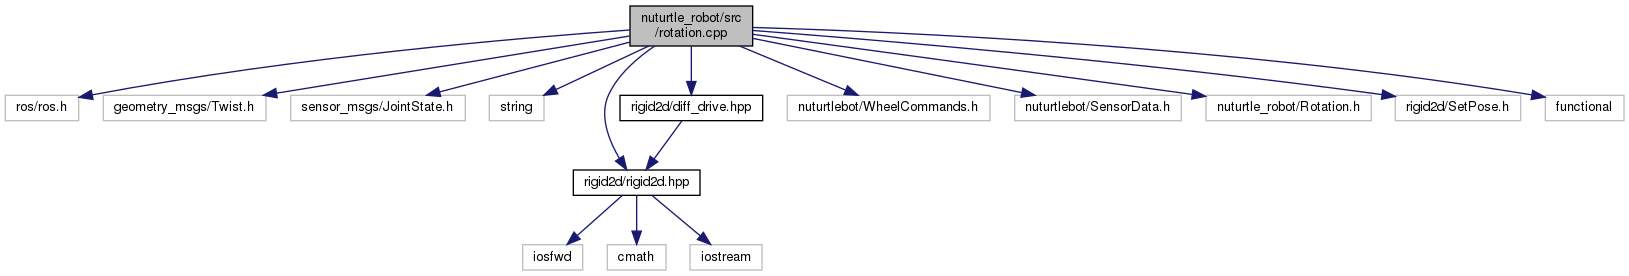 nuturtle_robot/src
/rotation.cpp
ros/ros.h
geometry_msgs/Twist.h
sensor_msgs/JointState.h
string
rigid2d/diff_drive.hpp
nuturtlebot/WheelCommands.h
nuturtlebot/SensorData.h
nuturtle_robot/Rotation.h
rigid2d/SetPose.h
functional
rigid2d/rigid2d.hpp
iosfwd
cmath
iostream